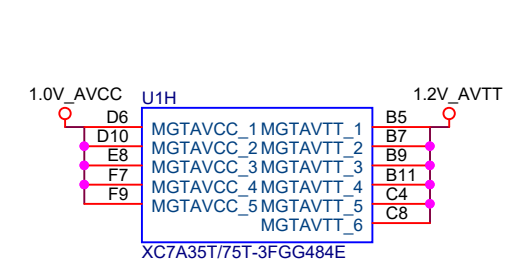 1.0V_AVCC U1H 1.2V_AVTT
D6 MGTAVCC_1 MGTAVTT_1 B5
D10 MGTAVCC_2 MGTAVTT_2 B7
E8 MGTAVCC_3 MGTAVTT_3 B9
F7 MGTAVCC_4 MGTAVTT_4 B11
F9 MGTAVCC_5 MGTAVTT_5 C4
MGTAVTT_6 C8
XC7A35T/75T-3FGG484E